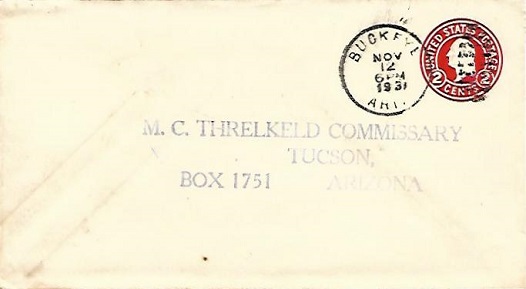 BUCKEYE
NOV
12
6 PM
1931
ARIZ.
UNITED STATES POSTAGE
2 CENTS 2
M. C. THRELKELD COMMISSARY
TUCSON,
BOX 1751 ARIZONA